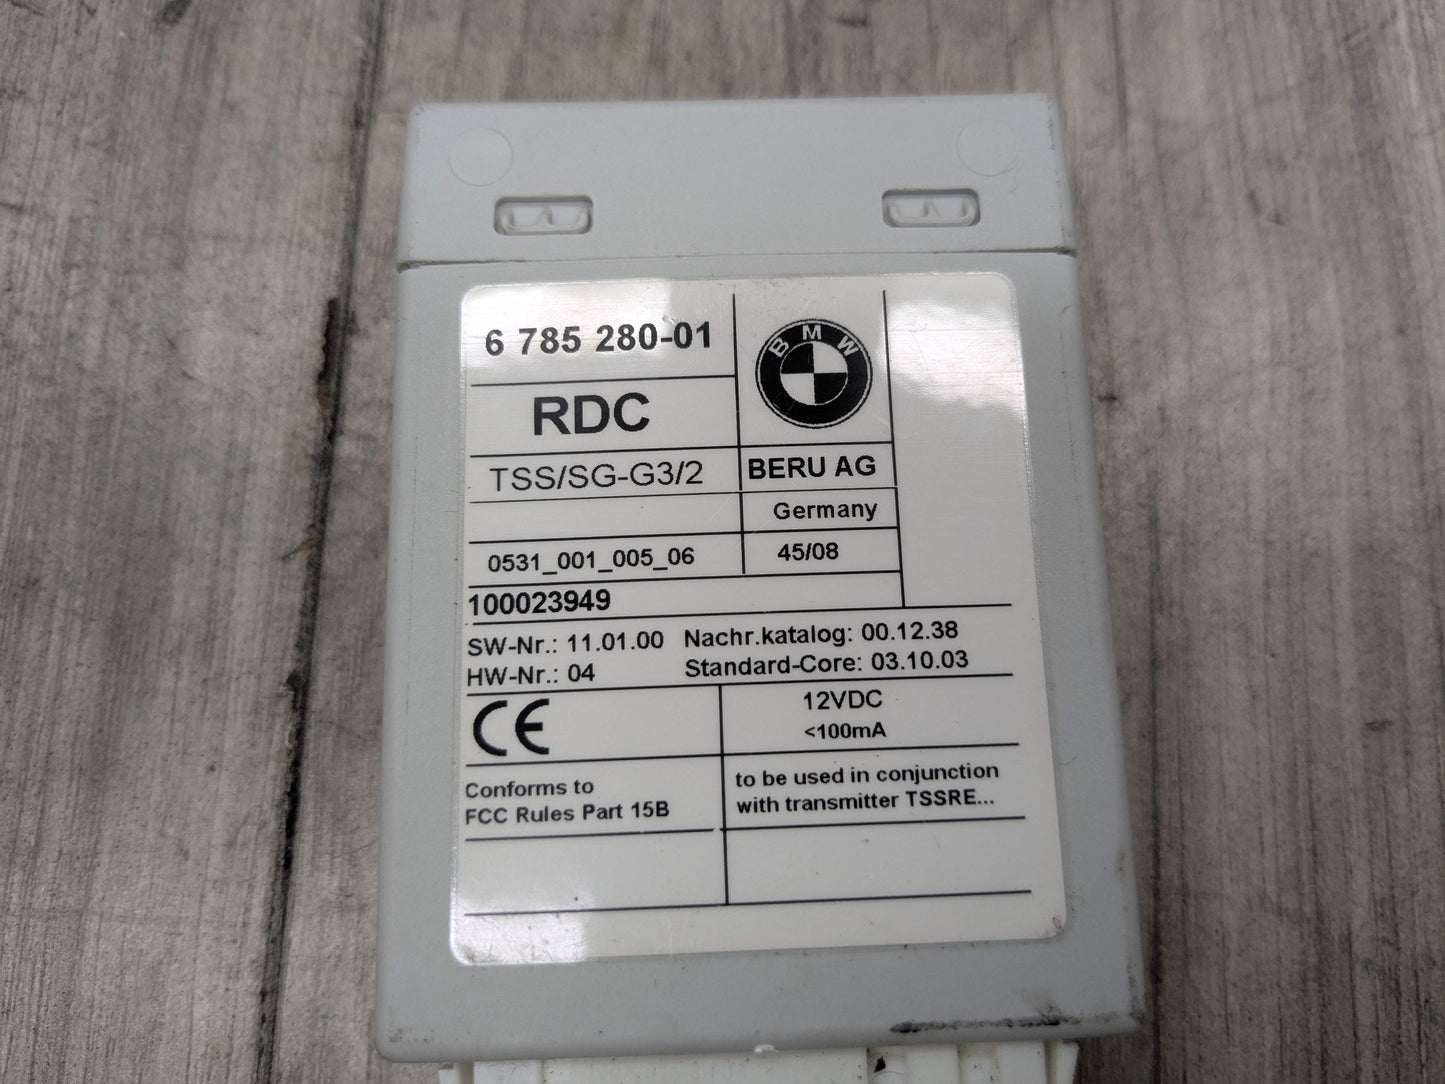 6 785 280-01
BMW
RDC
TSS/SG-G3/2
BERU AG
Germany
0531_001_005_06
45/08
100023949
SW-Nr.: 11.01.00 Nachr.katalog: 00.12.38
HW-Nr.: 04 Standard-Core: 03.10.03
CE
12VDC
<100mA
Conforms to
FCC Rules Part 15B
to be used in conjunction
with transmitter TSSRE...